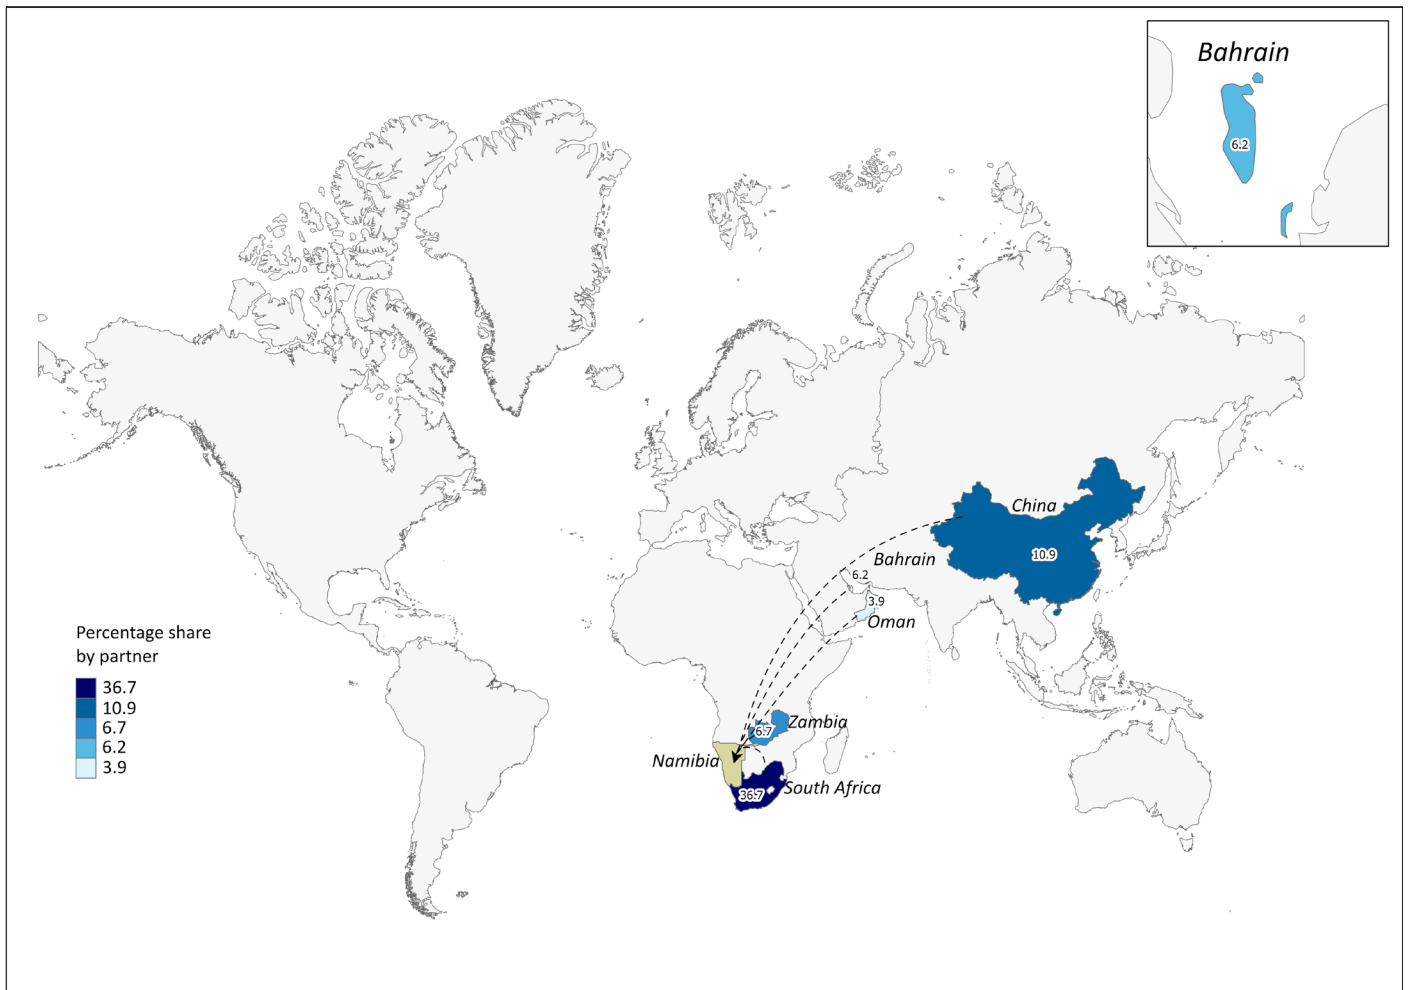 Bahrain
6.2
China
10.9
Bahrain
6.2
3.9
Oman
Percentage share
by partner
36.7
10.9
6.7
6.2
3.9
Zambia
6.7
Namibia
South Africa
36.7